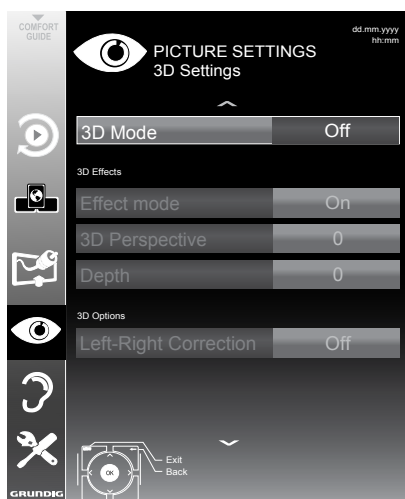 COMFORT
GUIDE
dd.mm.yyyy
hh:mm
PICTURE SETTINGS
3D Settings
3D Mode Off
3D Effects
Effect mode On
3D Perspective 0
Depth 0
3D Options
Left-Right Correction Off
Exit
OK
Back
GRUNDIG